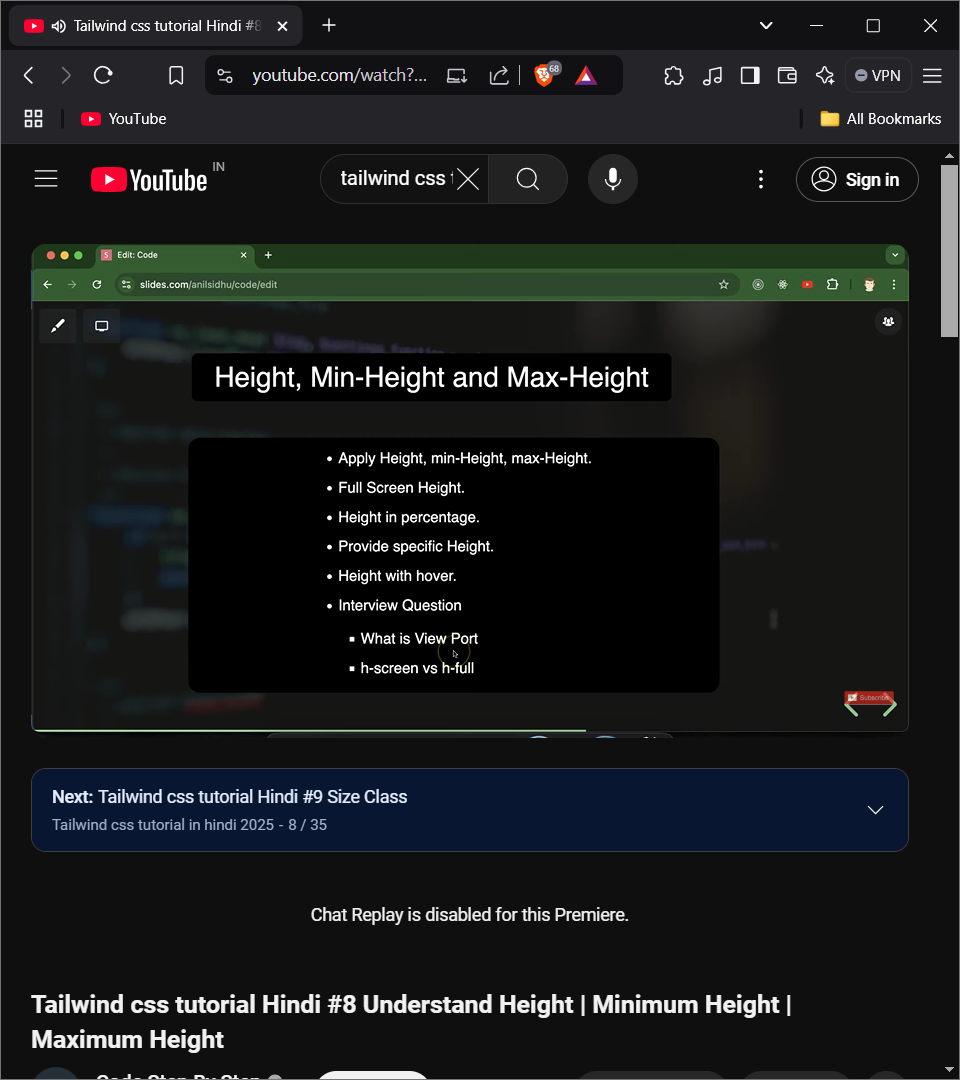 Tailwind css tutorial Hindi #8
youtube.com/watch?...
68
VPN
YouTube
All Bookmarks
YouTube IN
tailwind css
Sign in
Edit: Code
slides.com/anilsidhu/code/edit
Height, Min-Height and Max-Height
• Apply Height, min-Height, max-Height.
• Full Screen Height.
• Height in percentage.
• Provide specific Height.
• Height with hover.
• Interview Question
▪ What is View Port
▪ h-screen vs h-full
Subscribe
Next: Tailwind css tutorial Hindi #9 Size Class
Tailwind css tutorial in hindi 2025 - 8 / 35
Chat Replay is disabled for this Premiere.
Tailwind css tutorial Hindi #8 Understand Height | Minimum Height |
Maximum Height
Code Step By Step